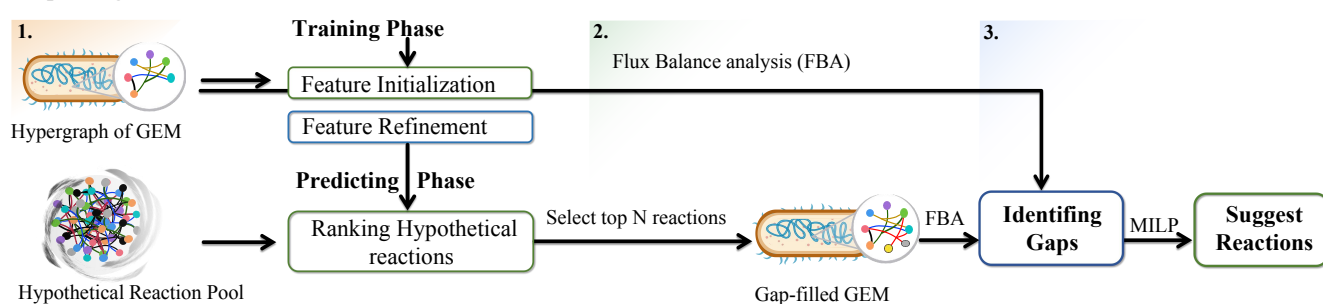 1.
Training Phase
2.
3.
Flux Balance analysis (FBA)
Feature Initialization
Hypergraph of GEM
Feature Refinement
Predicting Phase
Ranking Hypothetical
reactions
Select top N reactions
FBA
Identifing
Gaps
MILP
Suggest
Reactions
Hypothetical Reaction Pool
Gap-filled GEM